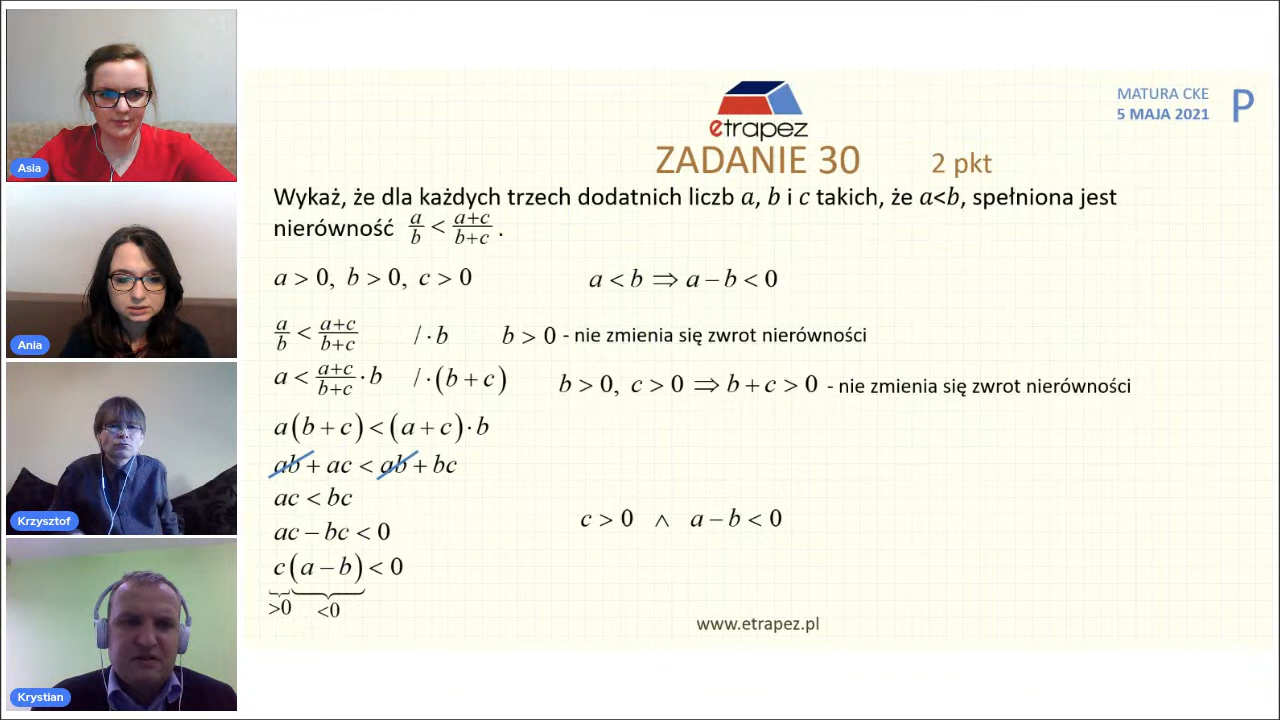 Asia
Ania
Krzysztof
Krystian
etrapez
MATURA CKE
5 MAJA 2021
P
ZADANIE 30 2 pkt
Wykaż, że dla każdych trzech dodatnich liczb a, b i c takich, że a<b, spełniona jest
nierówność a/b < (a+c)/(b+c) .
a > 0, b > 0, c > 0 a < b ⟹ a − b < 0
a/b < (a+c)/(b+c) / · b b > 0 - nie zmienia się zwrot nierówności
a < (a+c)/(b+c) · b / · (b + c) b > 0, c > 0 ⟹ b + c > 0 - nie zmienia się zwrot nierówności
a(b + c) < (a + c) · b
ab + ac < ab + bc
ac < bc
ac − bc < 0 c > 0 ∧ a − b < 0
c(a − b) < 0
>0 <0
www.etrapez.pl